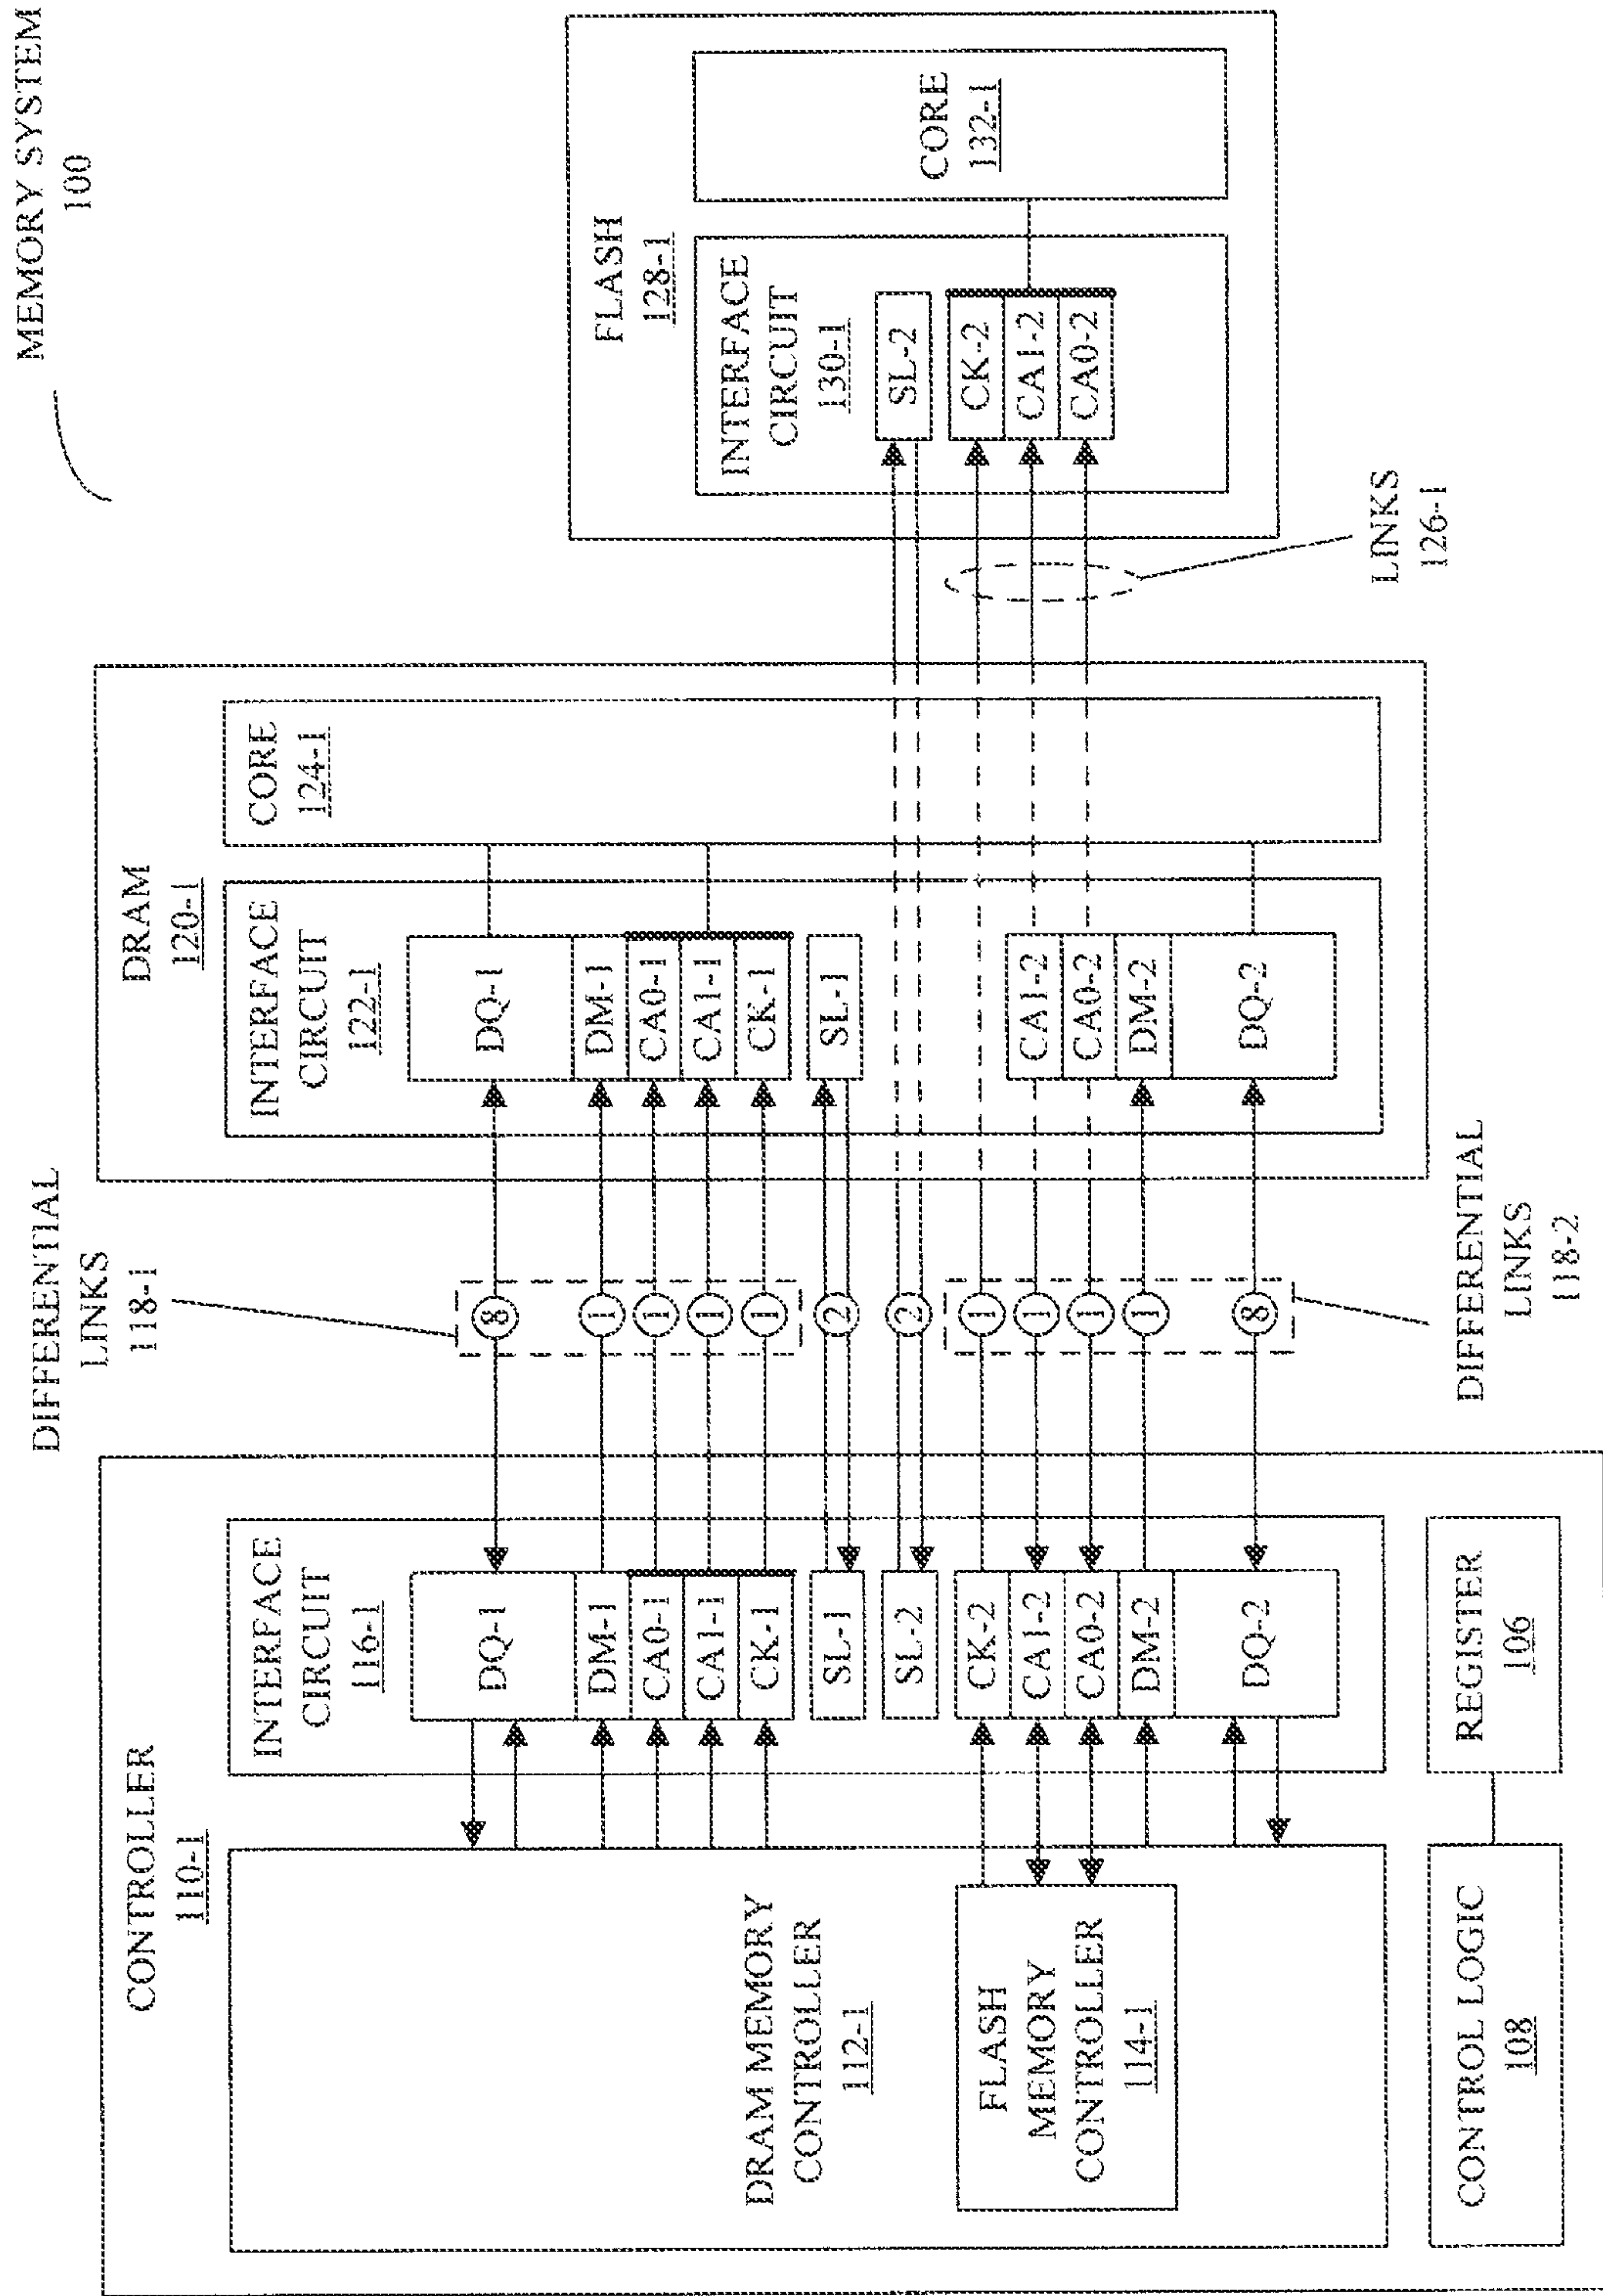 MEMORY SYSTEM
100
CONTROLLER
110-1
DRAM MEMORY
CONTROLLER
112-1
FLASH
MEMORY
CONTROLLER
114-1
CONTROL LOGIC
108
REGISTER
106
INTERFACE
CIRCUIT
116-1
DQ-1
DM-1
CA0-1
CA1-1
CK-1
SL-1
SL-2
CK-2
CA1-2
CA0-2
DM-2
DQ-2
DIFFERENTIAL
LINKS
118-1
8
1
1
1
1
2
2
1
1
1
1
8
DIFFERENTIAL
LINKS
118-2
DRAM
120-1
INTERFACE
CIRCUIT
122-1
DQ-1
DM-1
CA0-1
CA1-1
CK-1
SL-1
CA1-2
CA0-2
DM-2
DQ-2
CORE
124-1
LINKS
126-1
FLASH
128-1
INTERFACE
CIRCUIT
130-1
SL-2
CK-2
CA1-2
CA0-2
CORE
132-1